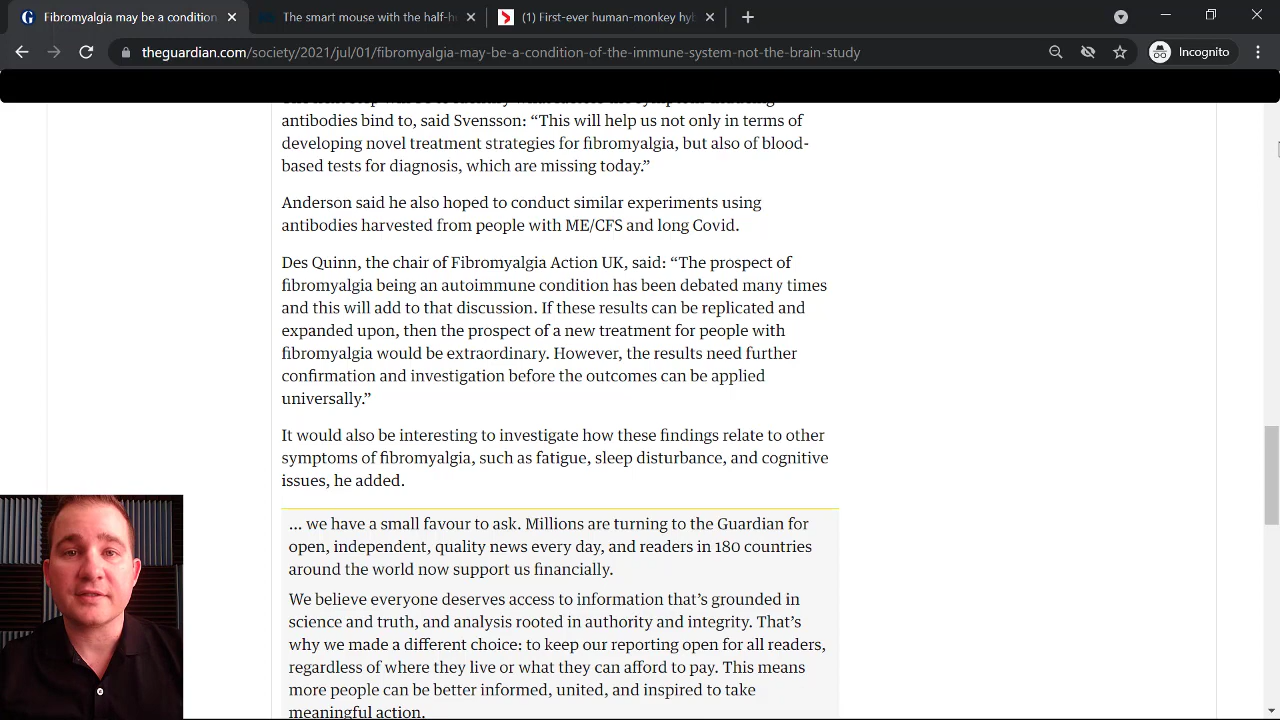 Fibromyalgia may be a condition
The smart mouse with the half-h
(1) First-ever human-monkey hyb
theguardian.com/society/2021/jul/01/fibromyalgia-may-be-a-condition-of-the-immune-system-not-the-brain-study
Incognito
antibodies bind to, said Svensson: “This will help us not only in terms of
developing novel treatment strategies for fibromyalgia, but also of blood-
based tests for diagnosis, which are missing today.”
Anderson said he also hoped to conduct similar experiments using
antibodies harvested from people with ME/CFS and long Covid.
Des Quinn, the chair of Fibromyalgia Action UK, said: “The prospect of
fibromyalgia being an autoimmune condition has been debated many times
and this will add to that discussion. If these results can be replicated and
expanded upon, then the prospect of a new treatment for people with
fibromyalgia would be extraordinary. However, the results need further
confirmation and investigation before the outcomes can be applied
universally.”
It would also be interesting to investigate how these findings relate to other
symptoms of fibromyalgia, such as fatigue, sleep disturbance, and cognitive
issues, he added.
... we have a small favour to ask. Millions are turning to the Guardian for
open, independent, quality news every day, and readers in 180 countries
around the world now support us financially.
We believe everyone deserves access to information that’s grounded in
science and truth, and analysis rooted in authority and integrity. That’s
why we made a different choice: to keep our reporting open for all readers,
regardless of where they live or what they can afford to pay. This means
more people can be better informed, united, and inspired to take
meaningful action.